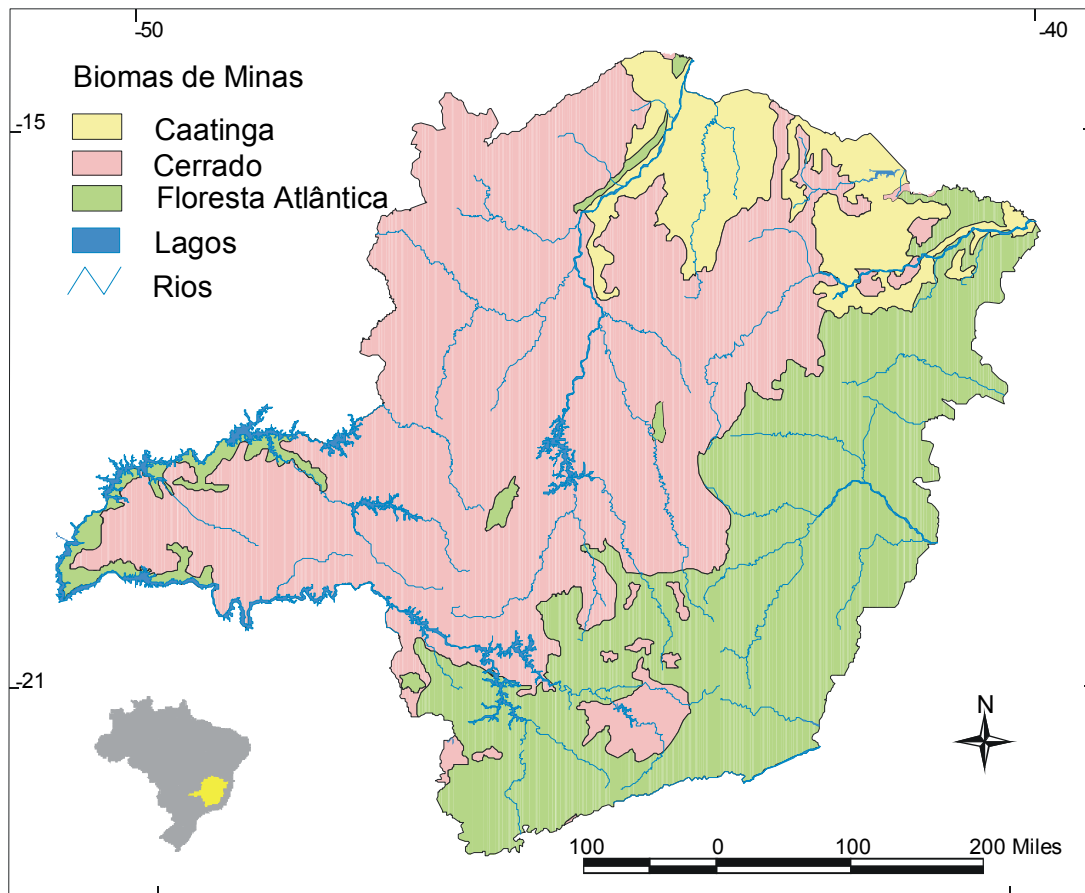 -50
-40
Biomas de Minas
-15
Caatinga
Cerrado
Floresta Atlântica
Lagos
Rios
-21
N
100 0 100 200 Miles